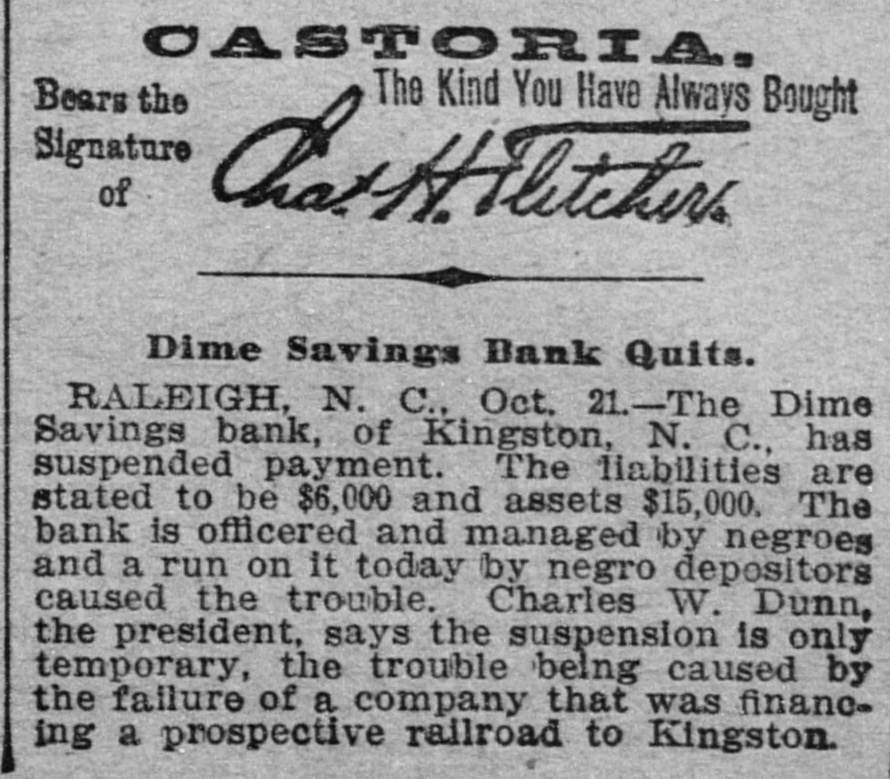 CASTORIA.
Bears the
Signature
of
The Kind You Have Always Bought
Chas. H. Fletcher.
Dime Savings Bank Quits.
RALEIGH, N. C., Oct. 21.—The Dime
Savings bank, of Kingston, N. C., has
suspended payment. The liabilities are
stated to be $6,000 and assets $15,000. The
bank is officered and managed by negroes
and a run on it today by negro depositors
caused the trouble. Charles W. Dunn,
the president, says the suspension is only
temporary, the trouble being caused by
the failure of a company that was financ-
ing a prospective railroad to Kingston.